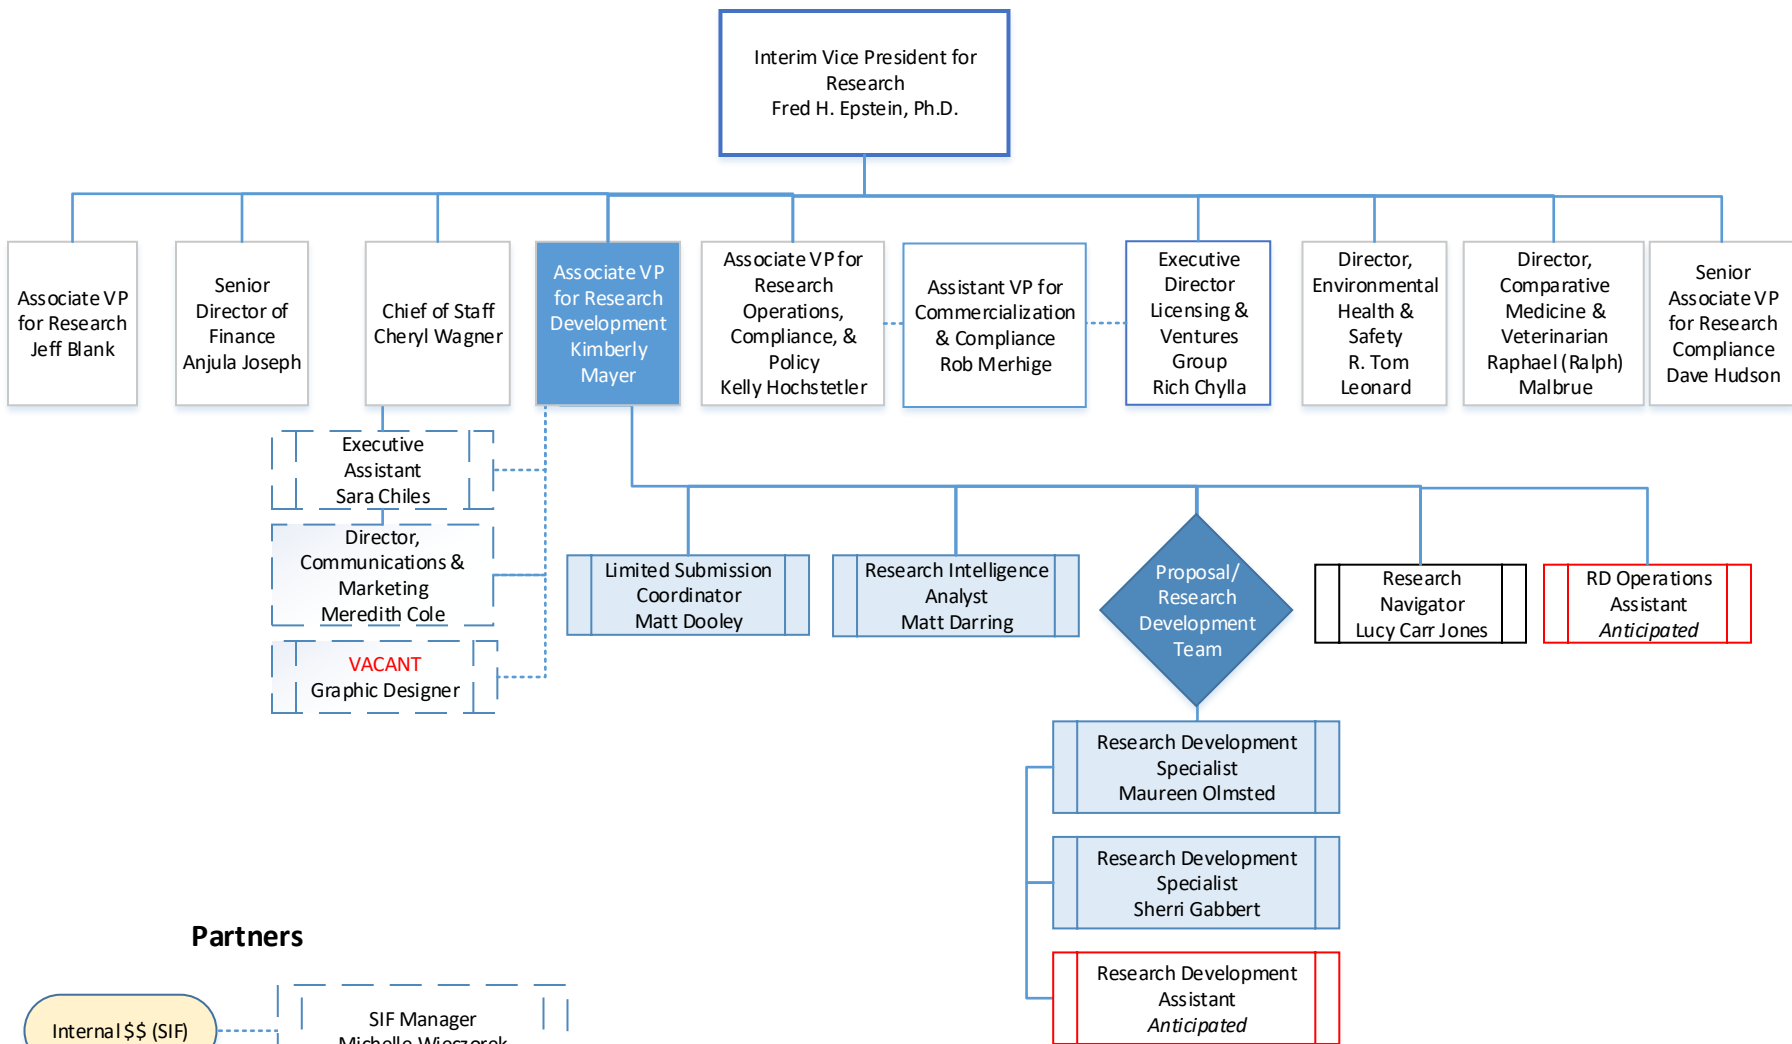 Interim Vice President for
Research
Fred H. Epstein, Ph.D.
Associate VP
for Research
Jeff Blank
Senior
Director of
Finance
Anjula Joseph
Chief of Staff
Cheryl Wagner
Associate VP
for Research
Development
Kimberly
Mayer
Associate VP for
Research
Operations,
Compliance, &
Policy
Kelly Hochstetler
Assistant VP for
Commercialization
& Compliance
Rob Merhige
Executive
Director
Licensing &
Ventures
Group
Rich Chylla
Director,
Environmental
Health &
Safety
R. Tom
Leonard
Director,
Comparative
Medicine &
Veterinarian
Raphael (Ralph)
Malbrue
Senior
Associate VP
for Research
Compliance
Dave Hudson
Executive
Assistant
Sara Chiles
Director,
Communications &
Marketing
Meredith Cole
VACANT
Graphic Designer
Limited Submission
Coordinator
Matt Dooley
Research Intelligence
Analyst
Matt Darring
Proposal/
Research
Development
Team
Research
Navigator
Lucy Carr Jones
RD Operations
Assistant
Anticipated
Research Development
Specialist
Maureen Olmsted
Research Development
Specialist
Sherri Gabbert
Research Development
Assistant
Anticipated
Partners
Internal $$ (SIF)
SIF Manager
Michelle Wieczorek